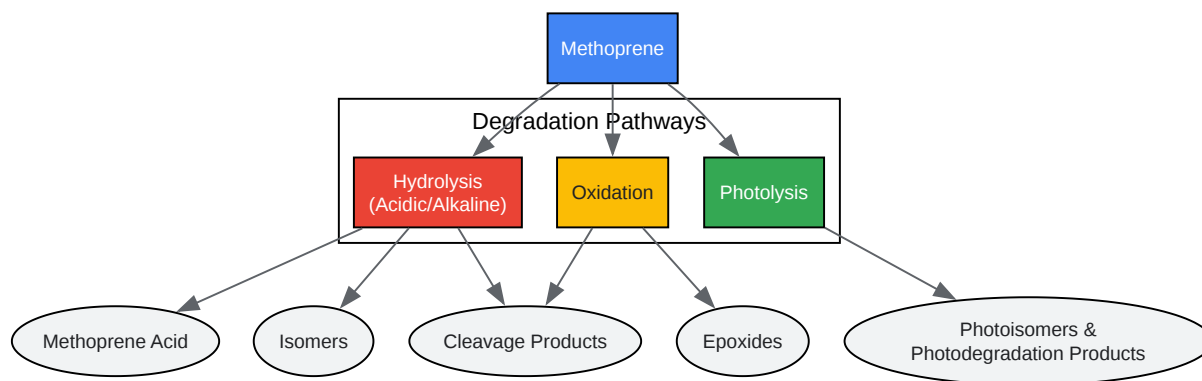 Methoprene
Degradation Pathways
Hydrolysis
(Acidic/Alkaline)
Oxidation
Photolysis
Methoprene Acid
Isomers
Cleavage Products
Epoxides
Photoisomers &
Photodegradation Products